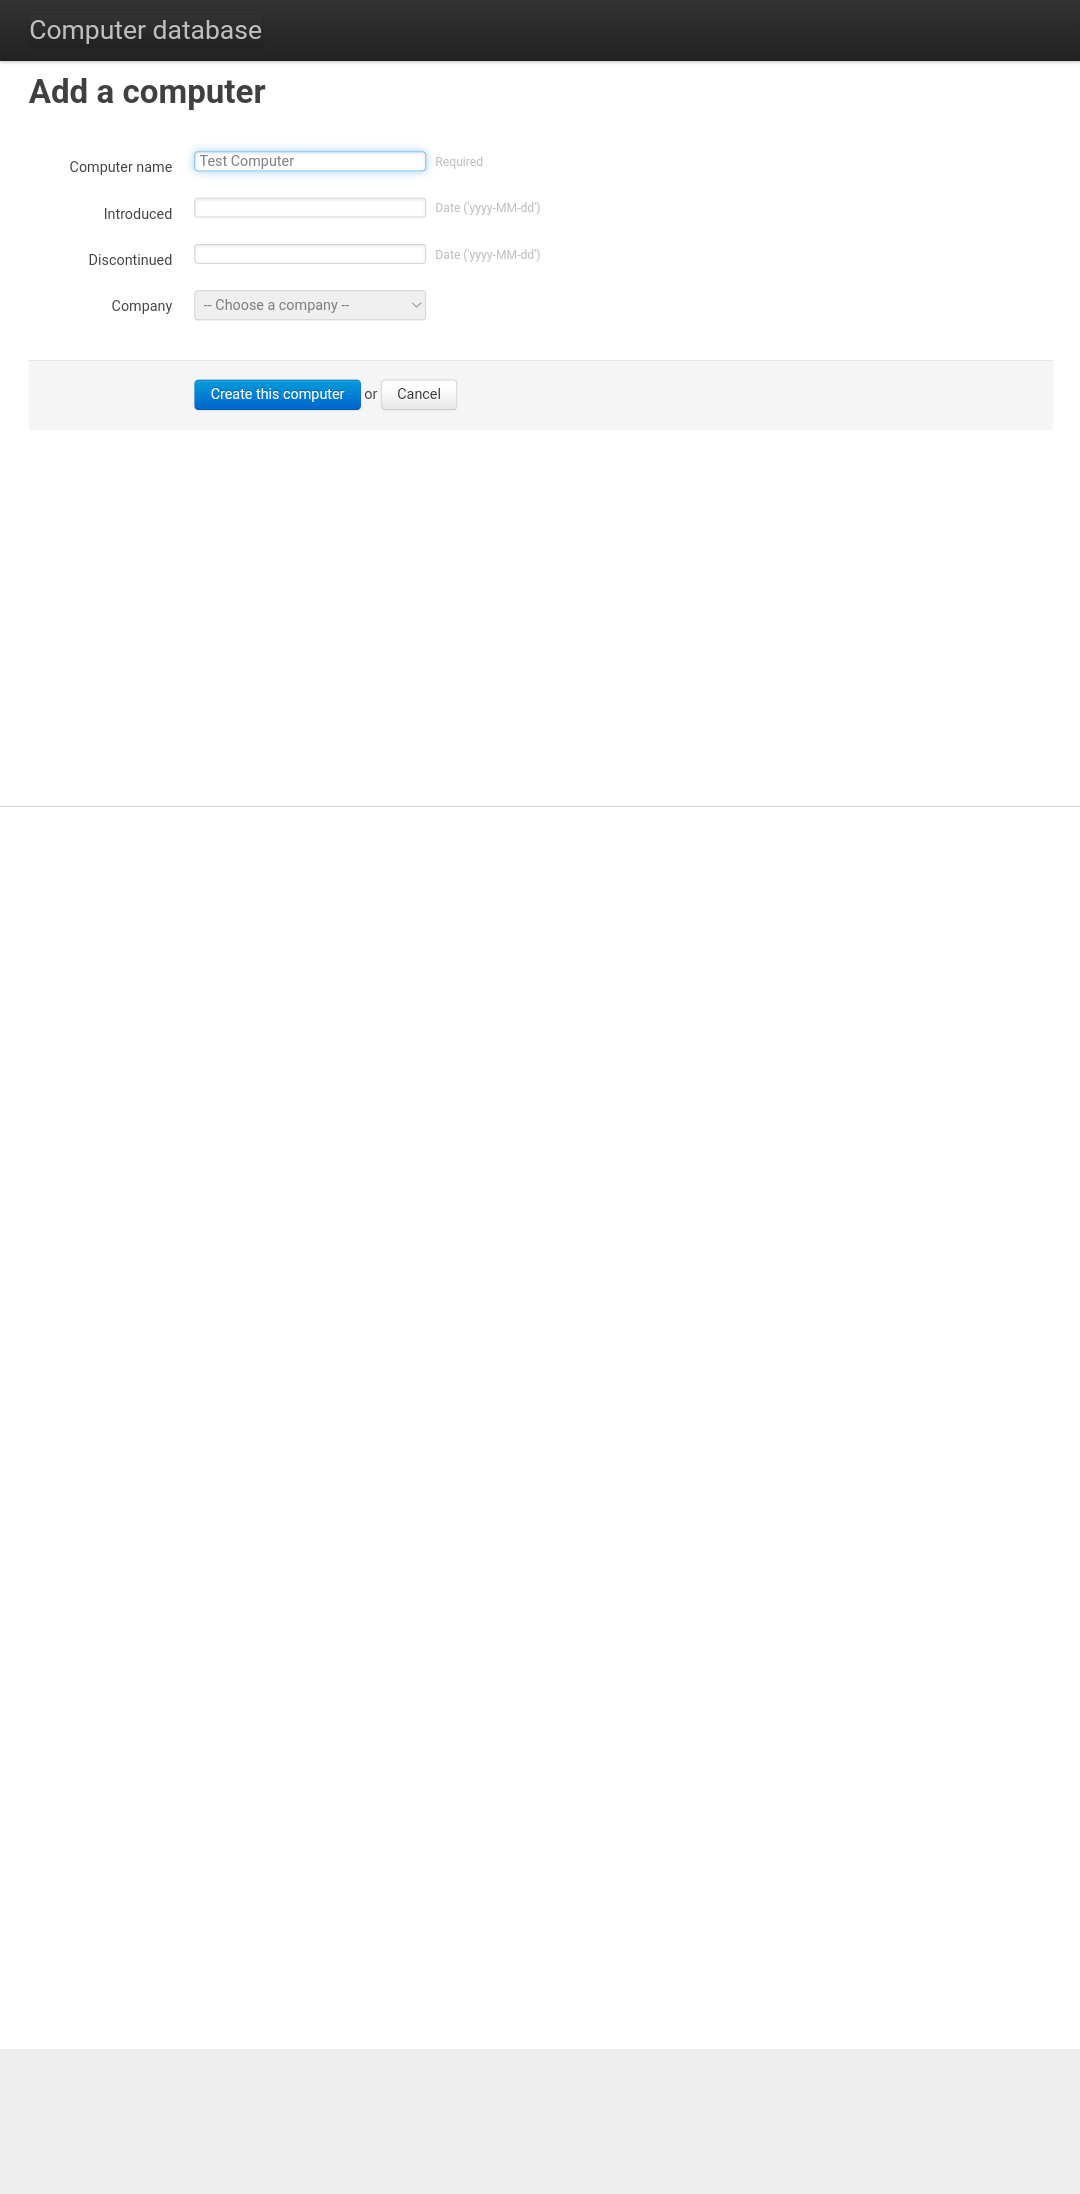 Computer database
Add a computer
Computer name Test Computer Required
Introduced Date ('yyyy-MM-dd')
Discontinued Date ('yyyy-MM-dd')
Company -- Choose a company --
Create this computer or Cancel